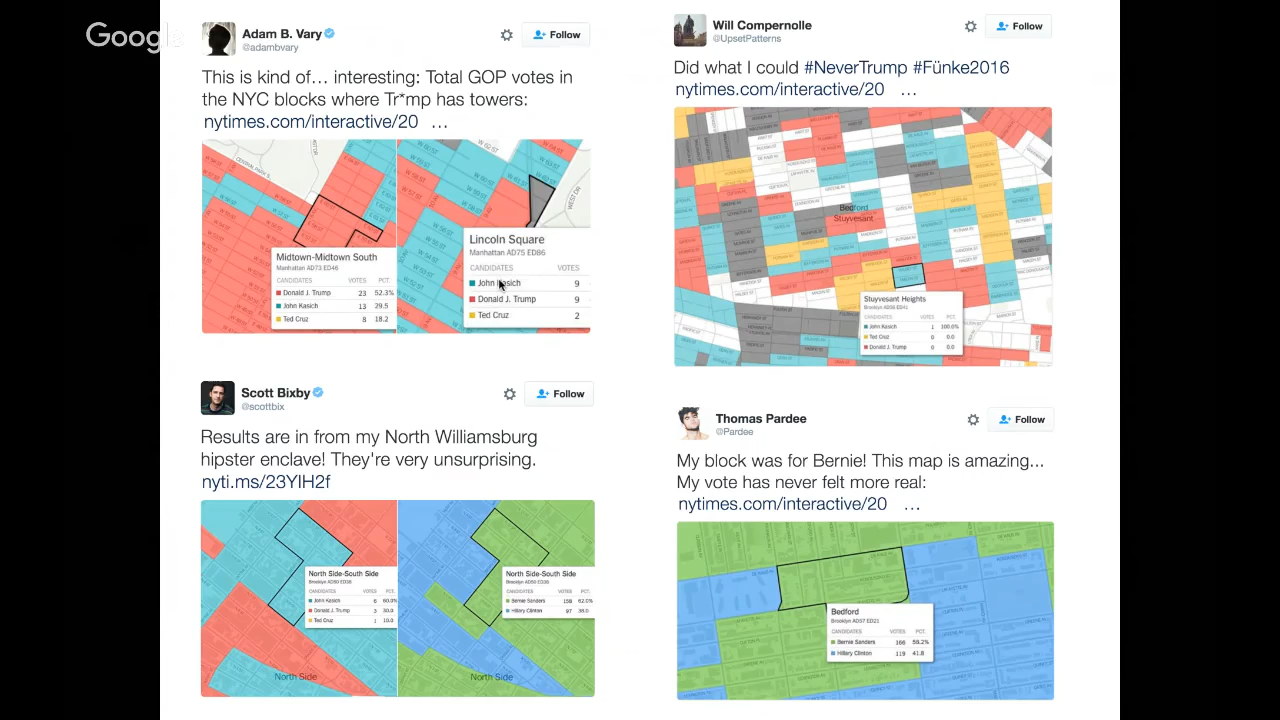 Google
Adam B. Vary
@adambvary
Follow
This is kind of… interesting: Total GOP votes in
the NYC blocks where Tr*mp has towers:
nytimes.com/interactive/20 …
Midtown-Midtown South
Manhattan AD73 ED46
CANDIDATES VOTES PCT.
Donald J. Trump 23 52.3%
John Kasich 13 29.5
Ted Cruz 8 18.2
Lincoln Square
Manhattan AD75 ED86
CANDIDATES VOTES
John Kasich 9
Donald J. Trump 9
Ted Cruz 2
Will Compernolle
@UpsetPatterns
Follow
Did what I could #NeverTrump #Fünke2016
nytimes.com/interactive/20 …
Bedford
Stuyvesant
Stuyvesant Heights
CANDIDATES VOTES PCT.
John Kasich 1 100.0%
Ted Cruz 0 0.0
Donald J. Trump 0 0.0
Scott Bixby
@scottbix
Follow
Results are in from my North Williamsburg
hipster enclave! They're very unsurprising.
nyti.ms/23YIH2f
North Side-South Side
CANDIDATES VOTES PCT.
John Kasich 6 60.0%
Donald J. Trump 3 30.0
Ted Cruz 1 10.0
North Side
North Side-South Side
CANDIDATES VOTES PCT.
Bernie Sanders 158 62.0%
Hillary Clinton 97 38.0
North Side
Thomas Pardee
@Pardee
Follow
My block was for Bernie! This map is amazing...
My vote has never felt more real:
nytimes.com/interactive/20 …
Bedford
Brooklyn AD57 ED21
CANDIDATES VOTES PCT.
Bernie Sanders 166 58.2%
Hillary Clinton 119 41.8